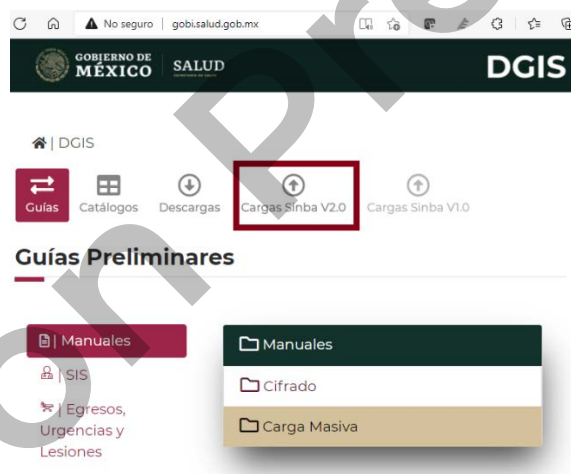 No seguro | gobi.salud.gob.mx
GOBIERNO DE MÉXICO | SALUD
DGIS
| DGIS
Guías Catálogos Descargas Cargas Sinba V2.0 Cargas Sinba V1.0
Guías Preliminares
| Manuales
| SIS
| Egresos,
Urgencias y
Lesiones
Manuales
Cifrado
Carga Masiva